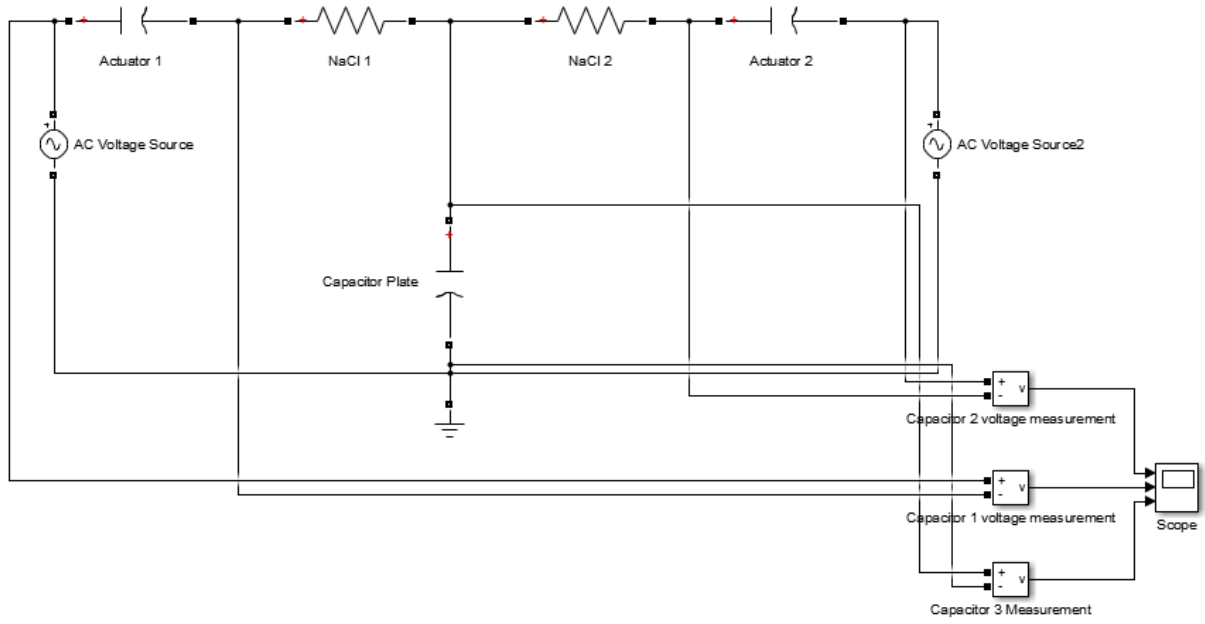 Actuator 1
NaCl 1
NaCl 2
Actuator 2
+
AC Voltage Source
+
AC Voltage Source2
Capacitor Plate
+
-
v
Capacitor 2 voltage measurement
+
-
v
Capacitor 1 voltage measurement
Scope
+
-
v
Capacitor 3 Measurement